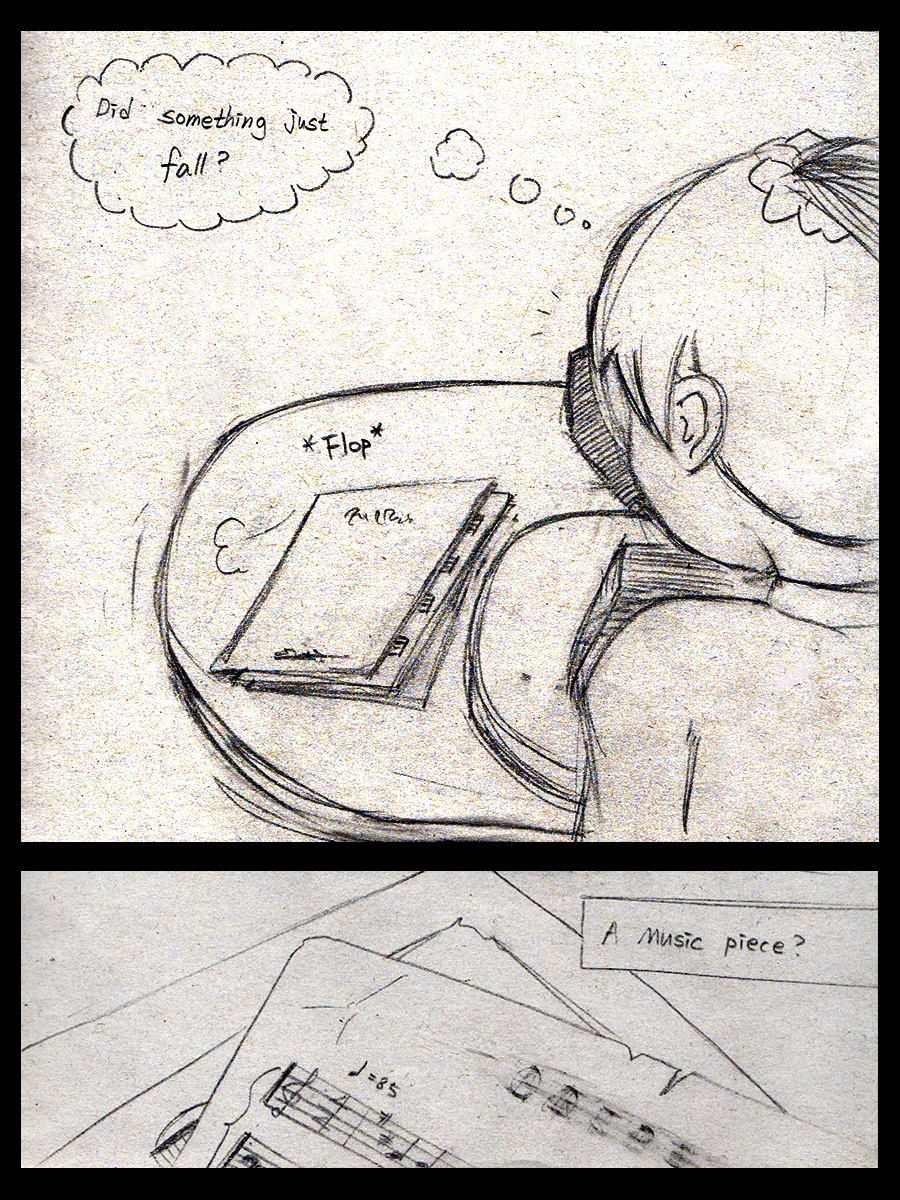 Did something just
fall?
*Flop*
A Music piece?
♩=85